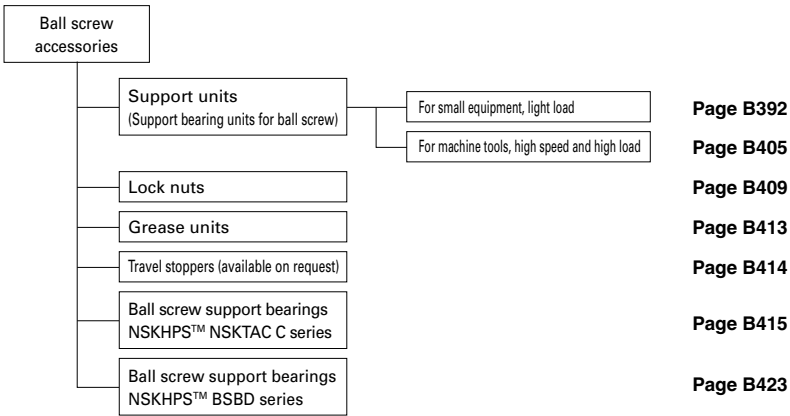 Ball screw
accessories
Support units
(Support bearing units for ball screw)
For small equipment, light load
Page B392
For machine tools, high speed and high load
Page B405
Lock nuts
Page B409
Grease units
Page B413
Travel stoppers (available on request)
Page B414
Ball screw support bearings
NSKHPS™ NSKTAC C series
Page B415
Ball screw support bearings
NSKHPS™ BSBD series
Page B423